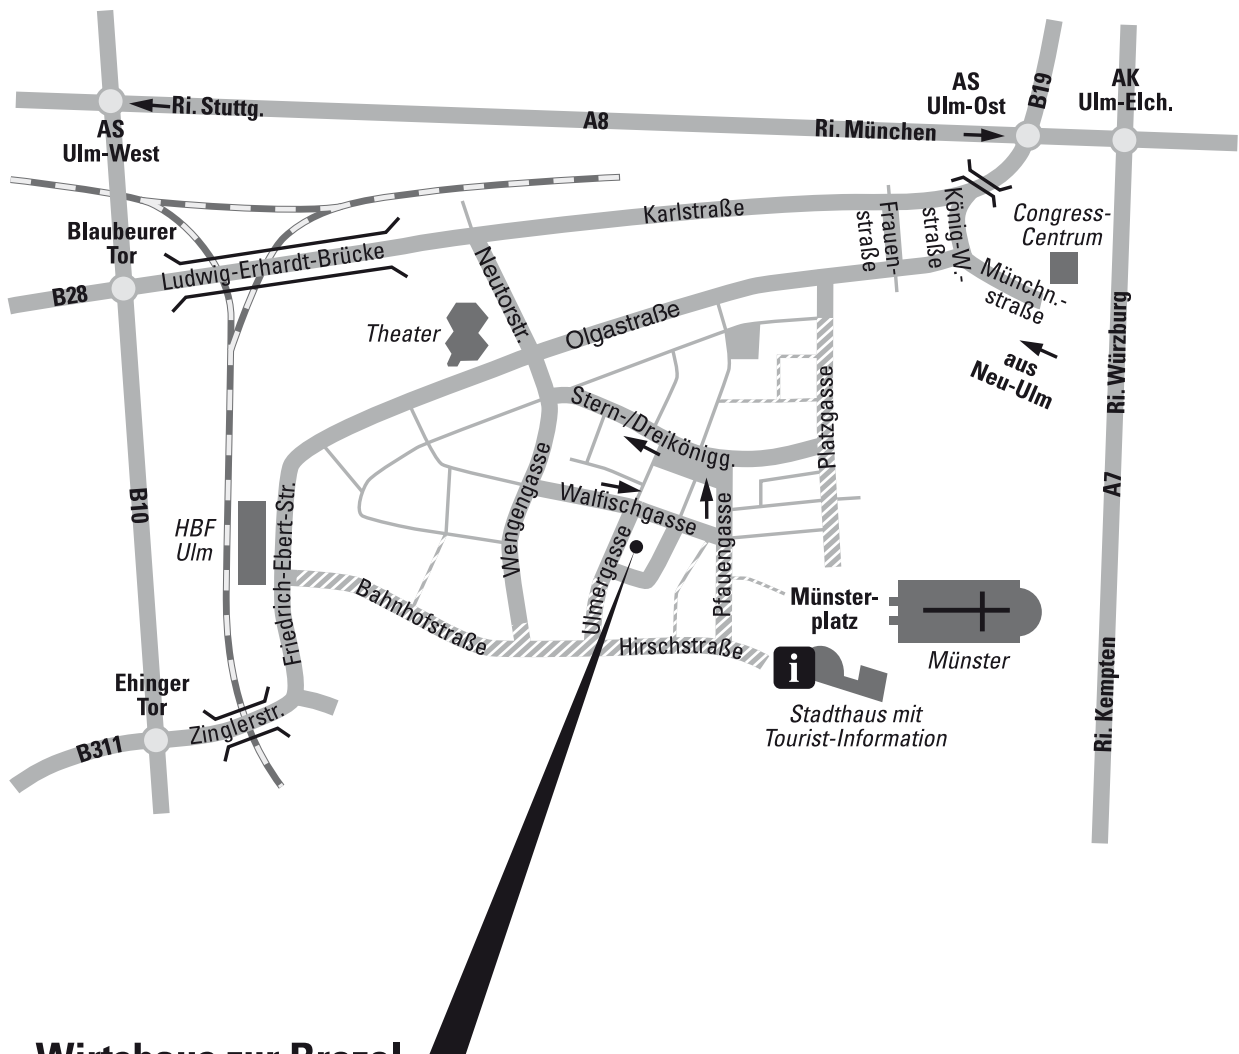 AS
Ulm-Ost
B19
AK
Ulm-Elch.
Ri. Stuttg.
A8
Ri. München
AS
Ulm-West
Karlstraße
Frauen-
straße
König-W.-
straße
Congress-
Centrum
Blaubeurer
Tor
Ludwig-Erhardt-Brücke
B28
Neutorstr.
Münchn.-
straße
Theater
Olgastraße
aus
Neu-Ulm
Ri. Würzburg
Stern-/Dreikönigg.
Platzgasse
B10
HBF
Ulm
Friedrich-Ebert-Str.
Wengengasse
Walfischgasse
A7
Ulmergasse
Pfauengasse
Bahnhofstraße
Hirschstraße
Münster-
platz
Münster
i
Stadthaus mit
Tourist-Information
Ri. Kempten
Ehinger
Tor
Zinglerstr.
B311
Wirtshaus zur Brezel